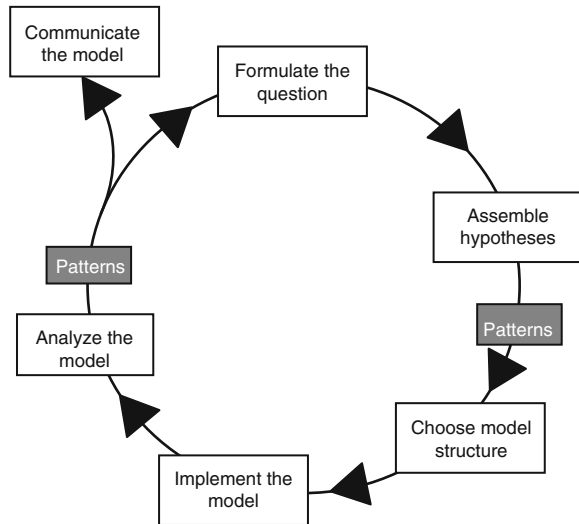 Communicate
the model
Formulate the
question
Assemble
hypotheses
Patterns
Choose model
structure
Implement the
model
Analyze the
model
Patterns